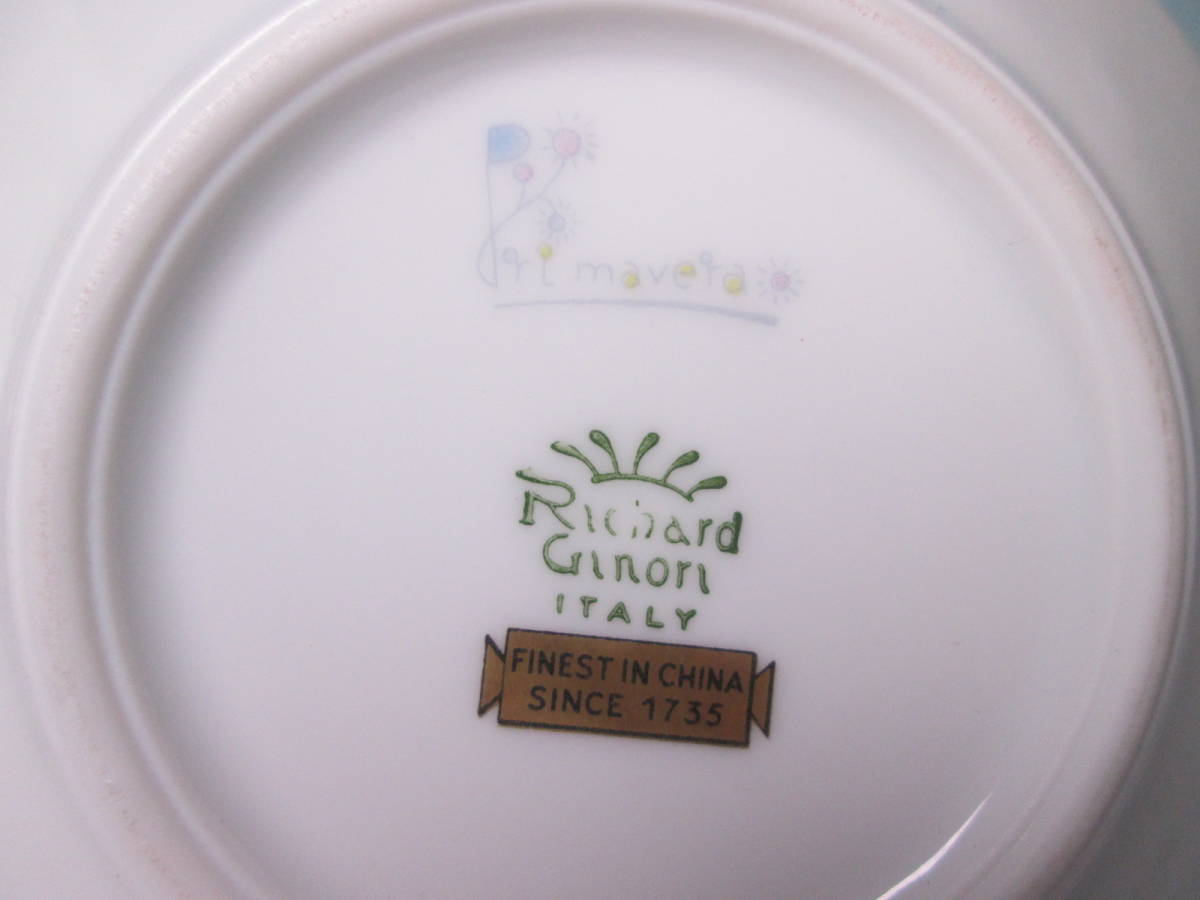 Primavera
Richard
Ginori
ITALY
FINEST IN CHINA
SINCE 1735